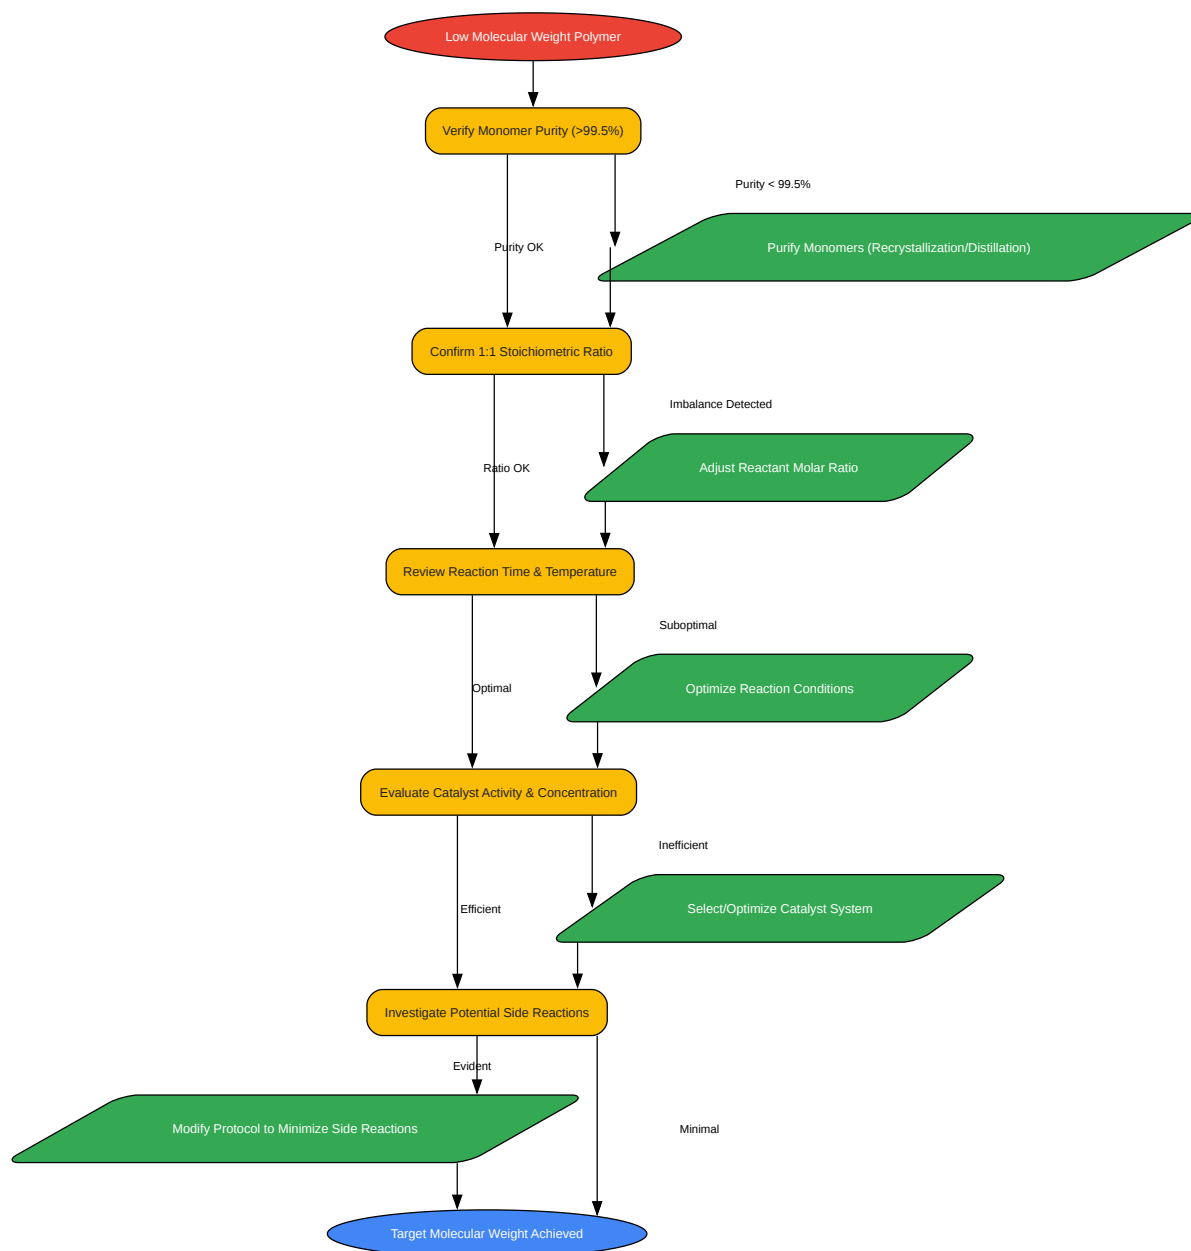 Low Molecular Weight Polymer
Verify Monomer Purity (>99.5%)
Purity < 99.5%
Purity OK
Purify Monomers (Recrystallization/Distillation)
Confirm 1:1 Stoichiometric Ratio
Imbalance Detected
Ratio OK
Adjust Reactant Molar Ratio
Review Reaction Time & Temperature
Suboptimal
Optimal
Optimize Reaction Conditions
Evaluate Catalyst Activity & Concentration
Inefficient
Efficient
Select/Optimize Catalyst System
Investigate Potential Side Reactions
Evident
Modify Protocol to Minimize Side Reactions
Minimal
Target Molecular Weight Achieved